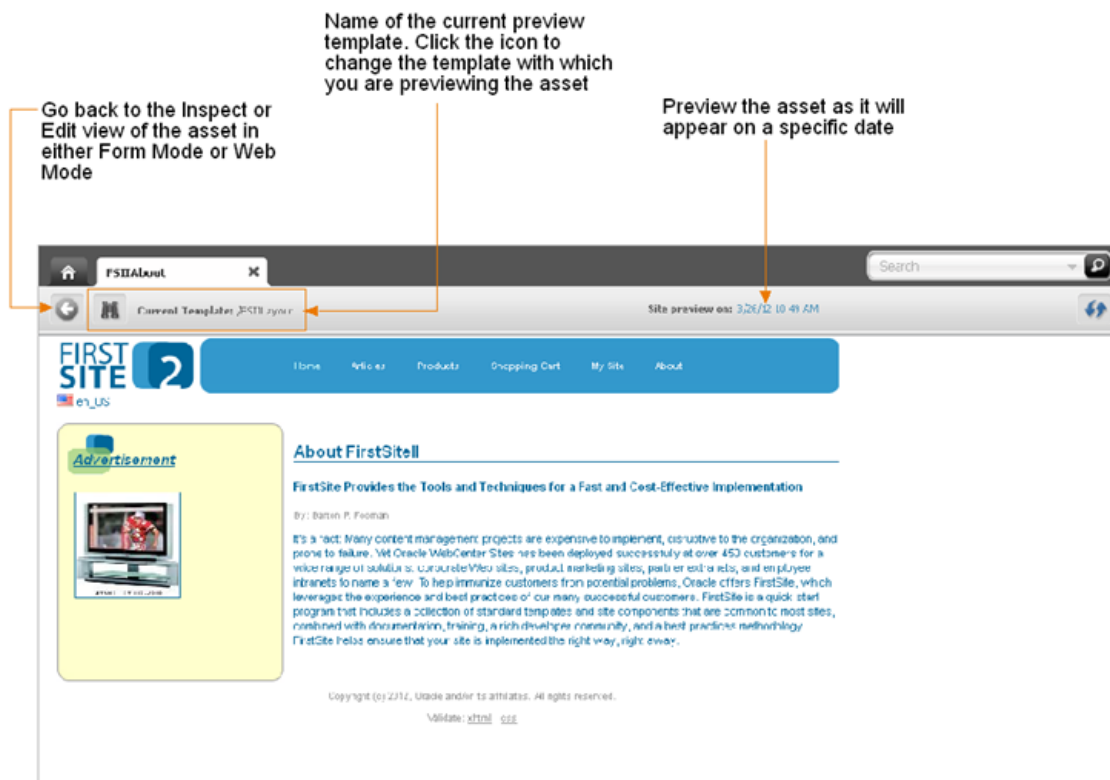 Name of the current preview
template. Click the icon to
change the template with which
you are previewing the asset
Go back to the Inspect or
Edit view of the asset in
either Form Mode or Web
Mode
Preview the asset as it will
appear on a specific date
FSIIAbout
Search
Current Template: /FSIILayout
Site preview on: 3/26/12 10:49 AM
FIRST
SITE 2
Home Articles Products Shopping Cart My Site About
en_US
Advertisement
About FirstSiteII
FirstSite Provides the Tools and Techniques for a Fast and Cost-Effective Implementation
By: Barton P. Fooman
It's a fact: Many content management projects are expensive to implement, disruptive to the organization, and
prone to failure. Yet Oracle WebCenter Sites has been deployed successfully at over 450 customers for a
wide range of solutions: corporate Web sites, product marketing sites, partner extranets, and employee
intranets to name a few. To help immunize customers from potential problems, Oracle offers FirstSite, which
leverages the experience and best practices of our many successful customers. FirstSite is a quick start
program that includes a collection of standard templates and site components that are common to most sites,
combined with documentation, training, a rich developer community, and a best practices methodology.
FirstSite helps ensure that your site is implemented the right way, right away.
Copyright (c) 2012, Oracle and/or its affiliates. All rights reserved.
Validate: xhtml css